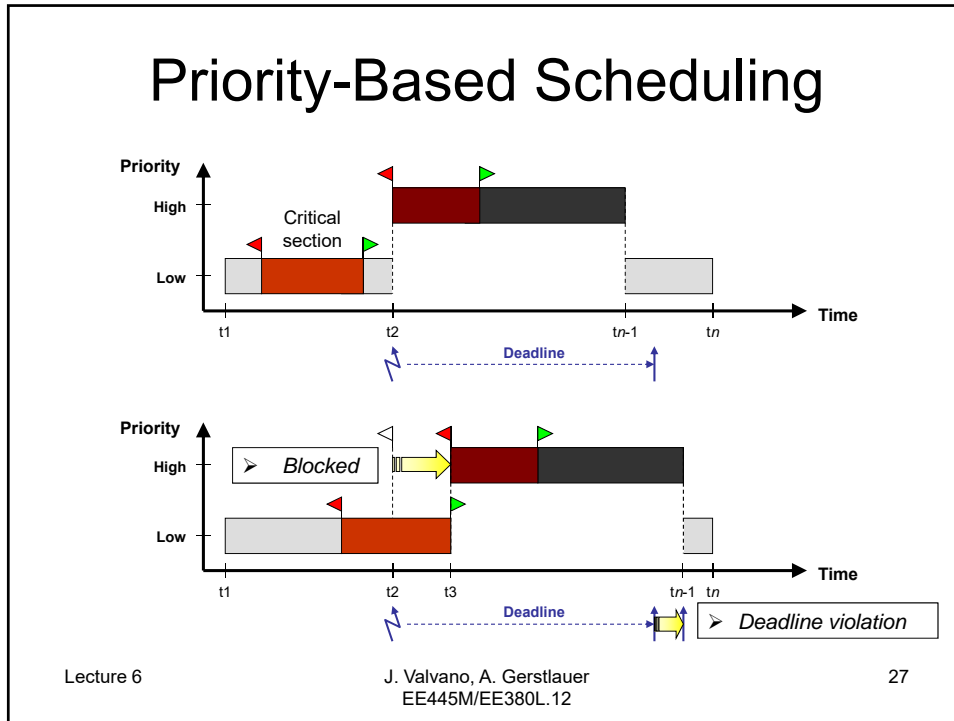 Priority-Based Scheduling
Priority
High
Critical
section
Low
t1
t2
tn-1
tn
Time
Deadline
Priority
➢ Blocked
High
Low
t1
t2
t3
tn-1
tn
Time
Deadline
➢ Deadline violation
Lecture 6
J. Valvano, A. Gerstlauer
EE445M/EE380L.12
27